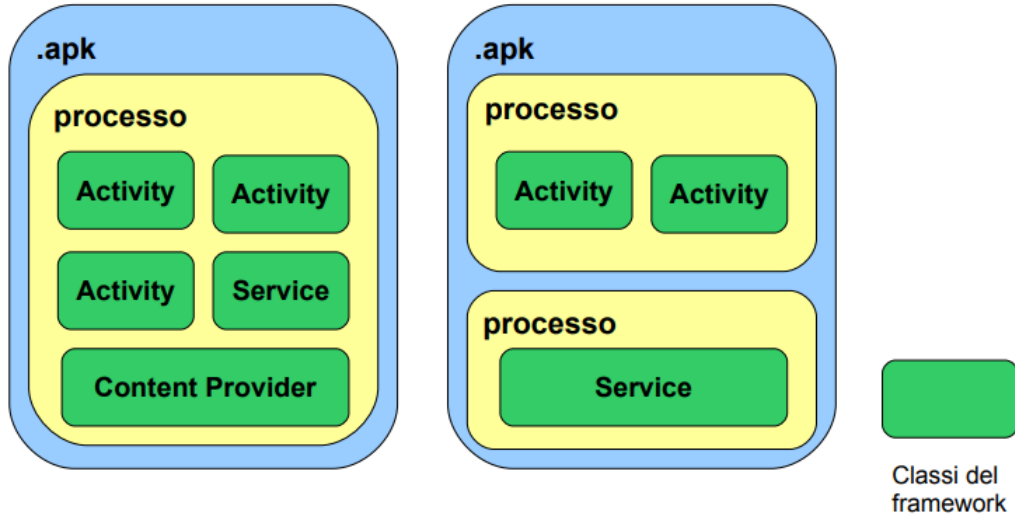 .apk
processo
Activity
Activity
Activity
Service
Content Provider
.apk
processo
Activity
Activity
processo
Service
Classi del
framework